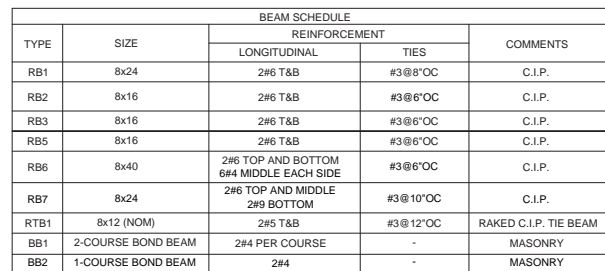 BEAM SCHEDULE
TYPE SIZE REINFORCEMENT COMMENTS
LONGITUDINAL TIES
RB1 8x24 2#6 T&B #3@8"OC C.I.P.
RB2 8x16 2#6 T&B #3@6"OC C.I.P.
RB3 8x16 2#6 T&B #3@6"OC C.I.P.
RB5 8x16 2#6 T&B #3@6"OC C.I.P.
RB6 8x40 2#6 TOP AND BOTTOM #3@6"OC C.I.P.
6#4 MIDDLE EACH SIDE
RB7 8x24 2#6 TOP AND MIDDLE #3@10"OC C.I.P.
2#9 BOTTOM
RTB1 8x12 (NOM) 2#5 T&B #3@12"OC RAKED C.I.P. TIE BEAM
BB1 2-COURSE BOND BEAM 2#4 PER COURSE - MASONRY
BB2 1-COURSE BOND BEAM 2#4 - MASONRY